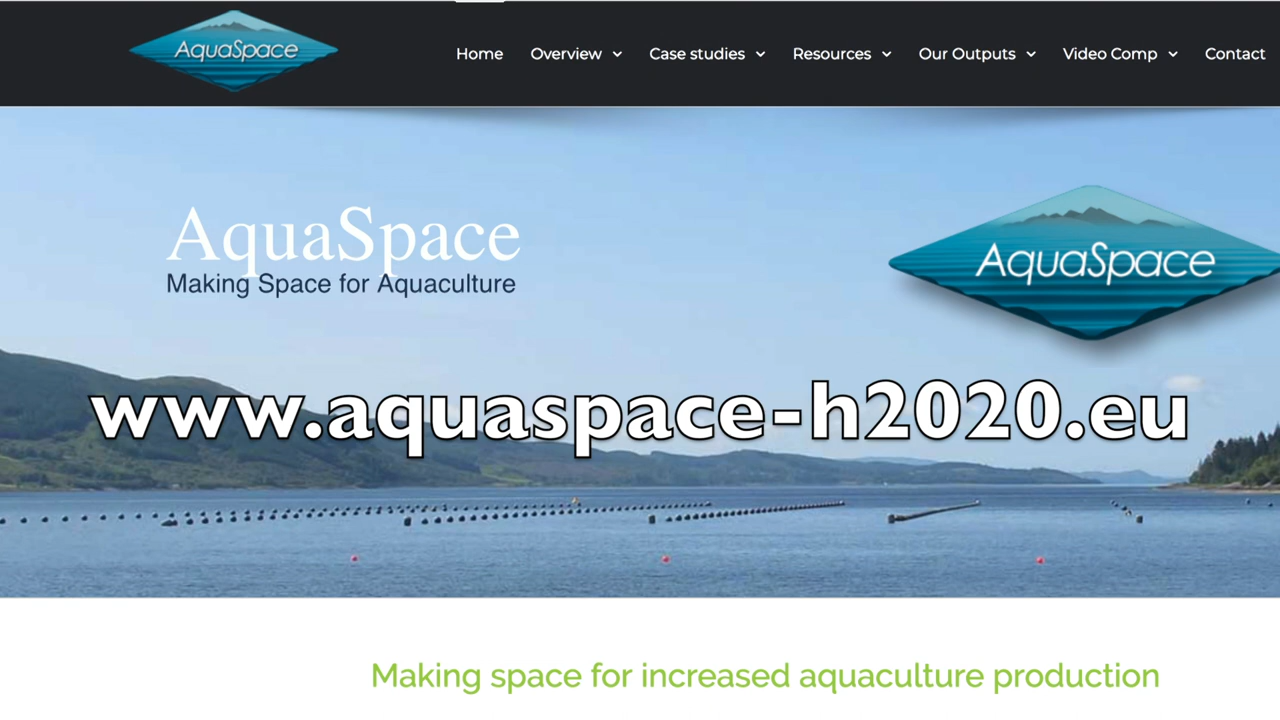 AquaSpace
Home Overview Case studies Resources Our Outputs Video Comp Contact
AquaSpace
Making Space for Aquaculture
AquaSpace
www.aquaspace-h2020.eu
Making space for increased aquaculture production